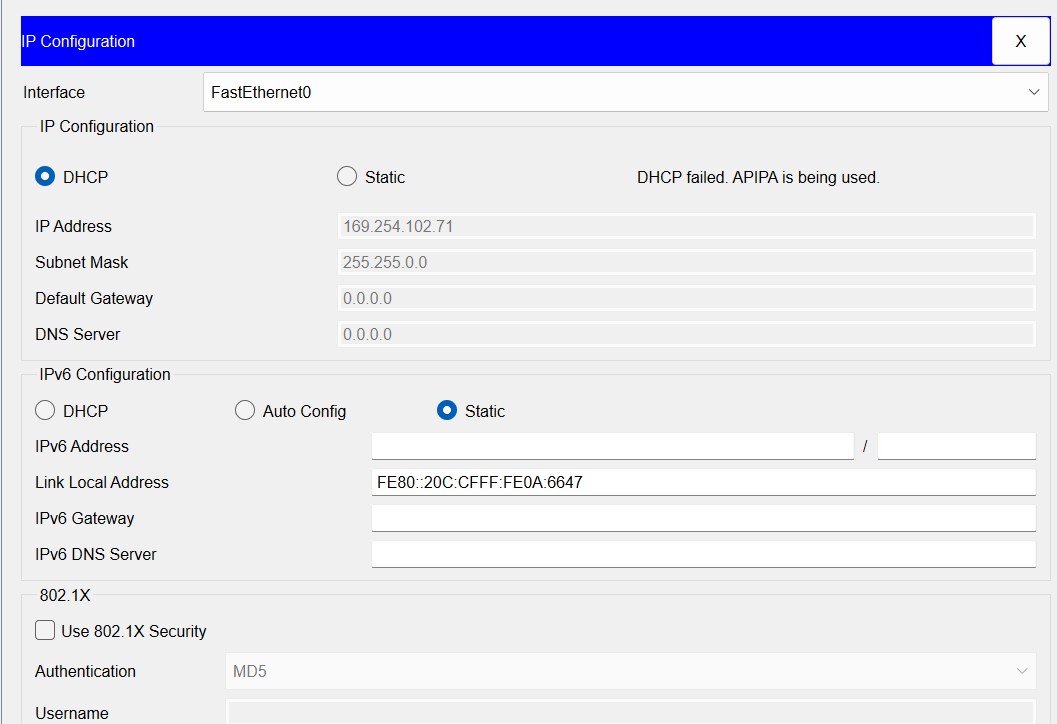 IP Configuration X
Interface FastEthernet0
IP Configuration
DHCP Static DHCP failed. APIPA is being used.
IP Address 169.254.102.71
Subnet Mask 255.255.0.0
Default Gateway 0.0.0.0
DNS Server 0.0.0.0
IPv6 Configuration
DHCP Auto Config Static
IPv6 Address /
Link Local Address FE80::20C:CFFF:FE0A:6647
IPv6 Gateway
IPv6 DNS Server
802.1X
Use 802.1X Security
Authentication MD5
Username